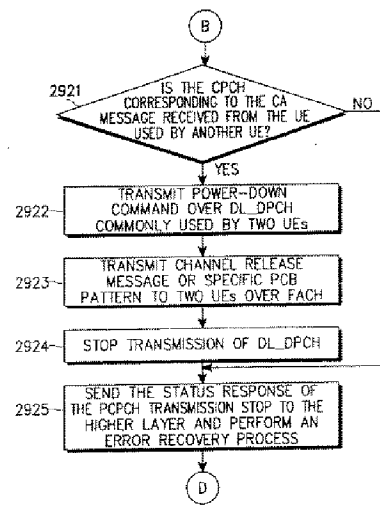 B
2921
IS THE CPCH
CORRESPONDING TO THE CA
MESSAGE RECEIVED FROM THE UE
USED BY ANOTHER UE?
NO
YES
2922
TRANSMIT POWER-DOWN
COMMAND OVER DL_DPCH
COMMONLY USED BY TWO UEs
2923
TRANSMIT CHANNEL RELEASE
MESSAGE OR SPECIFIC PCB
PATTERN TO TWO UEs OVER FACH
2924
STOP TRANSMISSION OF DL_DPCH
2925
SEND THE STATUS RESPONSE OF
THE PCPCH TRANSMISSION STOP TO THE
HIGHER LAYER AND PERFORM AN
ERROR RECOVERY PROCESS
D